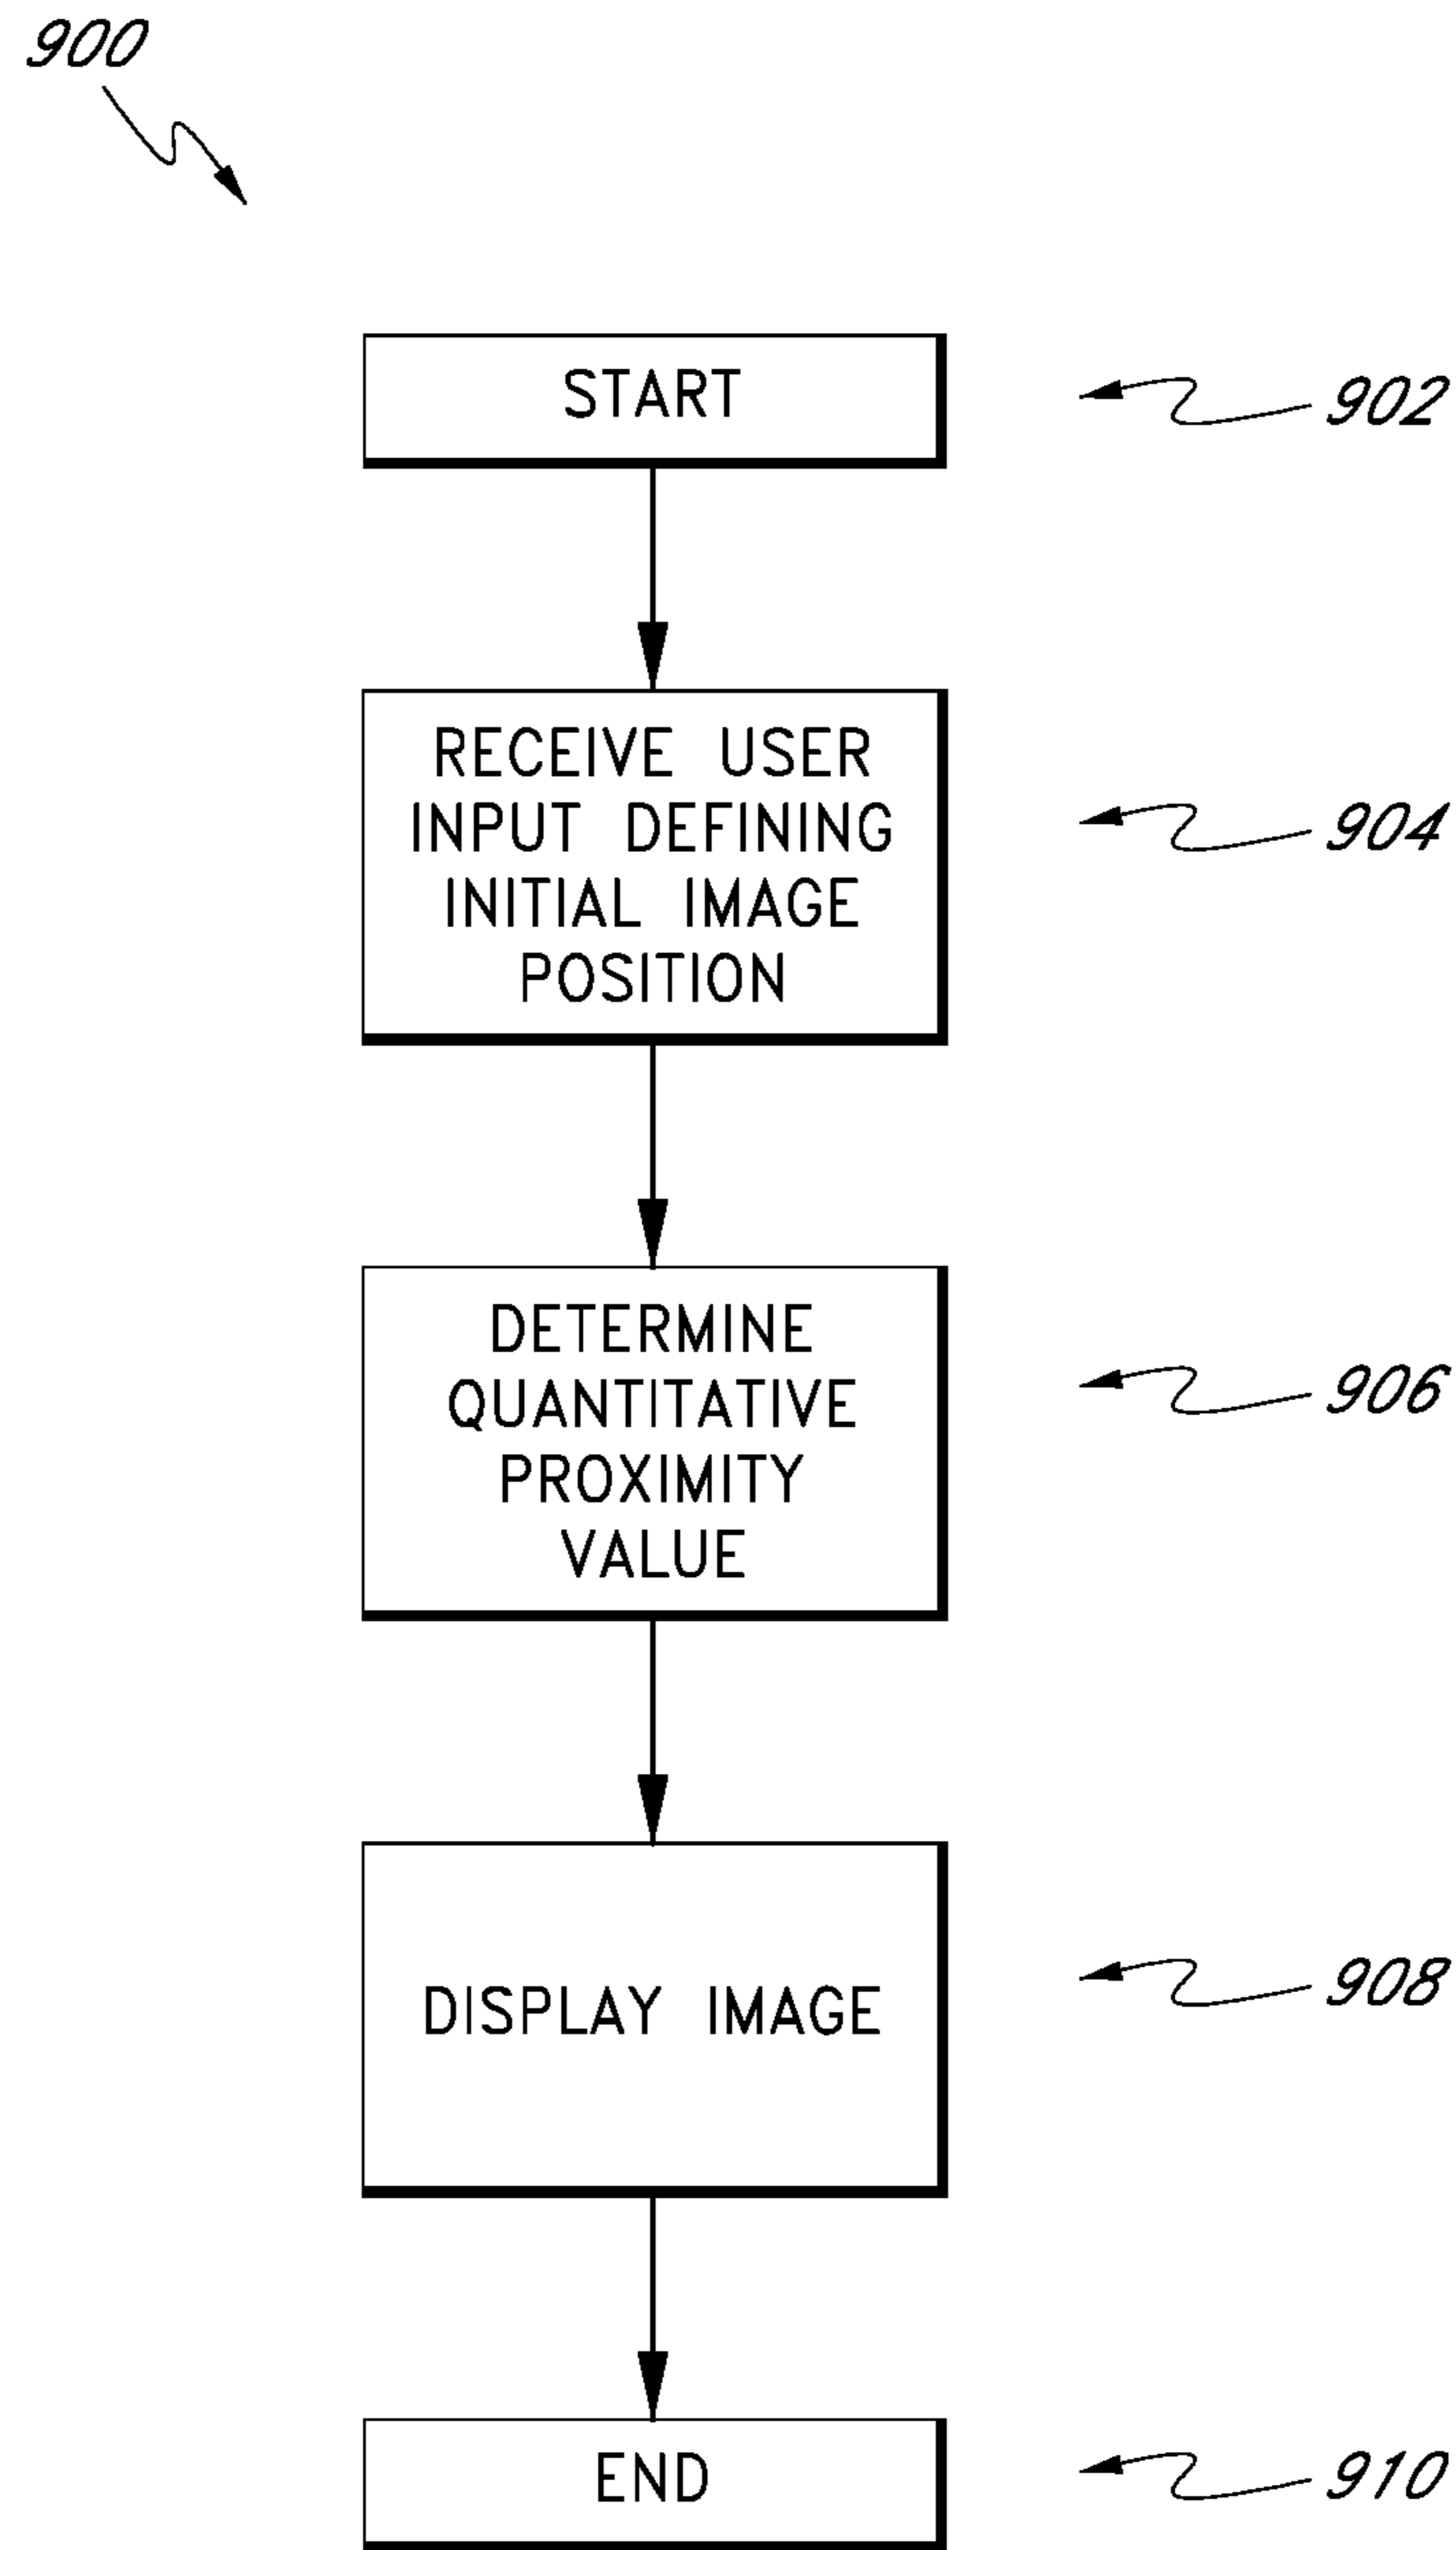 900
START
902
RECEIVE USER
INPUT DEFINING
INITIAL IMAGE
POSITION
904
DETERMINE
QUANTITATIVE
PROXIMITY
VALUE
906
DISPLAY IMAGE
908
END
910